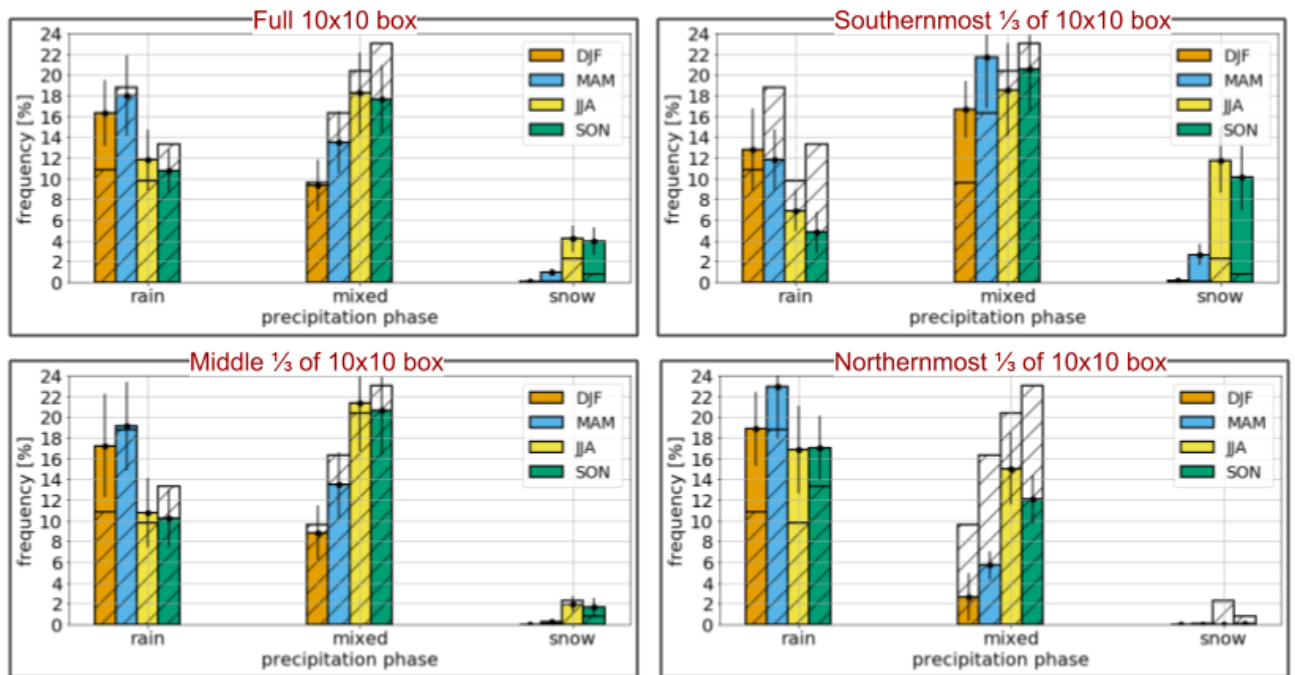 Full 10x10 box
24
22
20
18
16
14
12
10
8
6
4
2
0
frequency [%]
DJF
MAM
JJA
SON
rain mixed snow
precipitation phase
Southernmost ⅓ of 10x10 box
24
22
20
18
16
14
12
10
8
6
4
2
0
frequency [%]
DJF
MAM
JJA
SON
rain mixed snow
precipitation phase
Middle ⅓ of 10x10 box
24
22
20
18
16
14
12
10
8
6
4
2
0
frequency [%]
DJF
MAM
JJA
SON
rain mixed snow
precipitation phase
Northernmost ⅓ of 10x10 box
24
22
20
18
16
14
12
10
8
6
4
2
0
frequency [%]
DJF
MAM
JJA
SON
rain mixed snow
precipitation phase